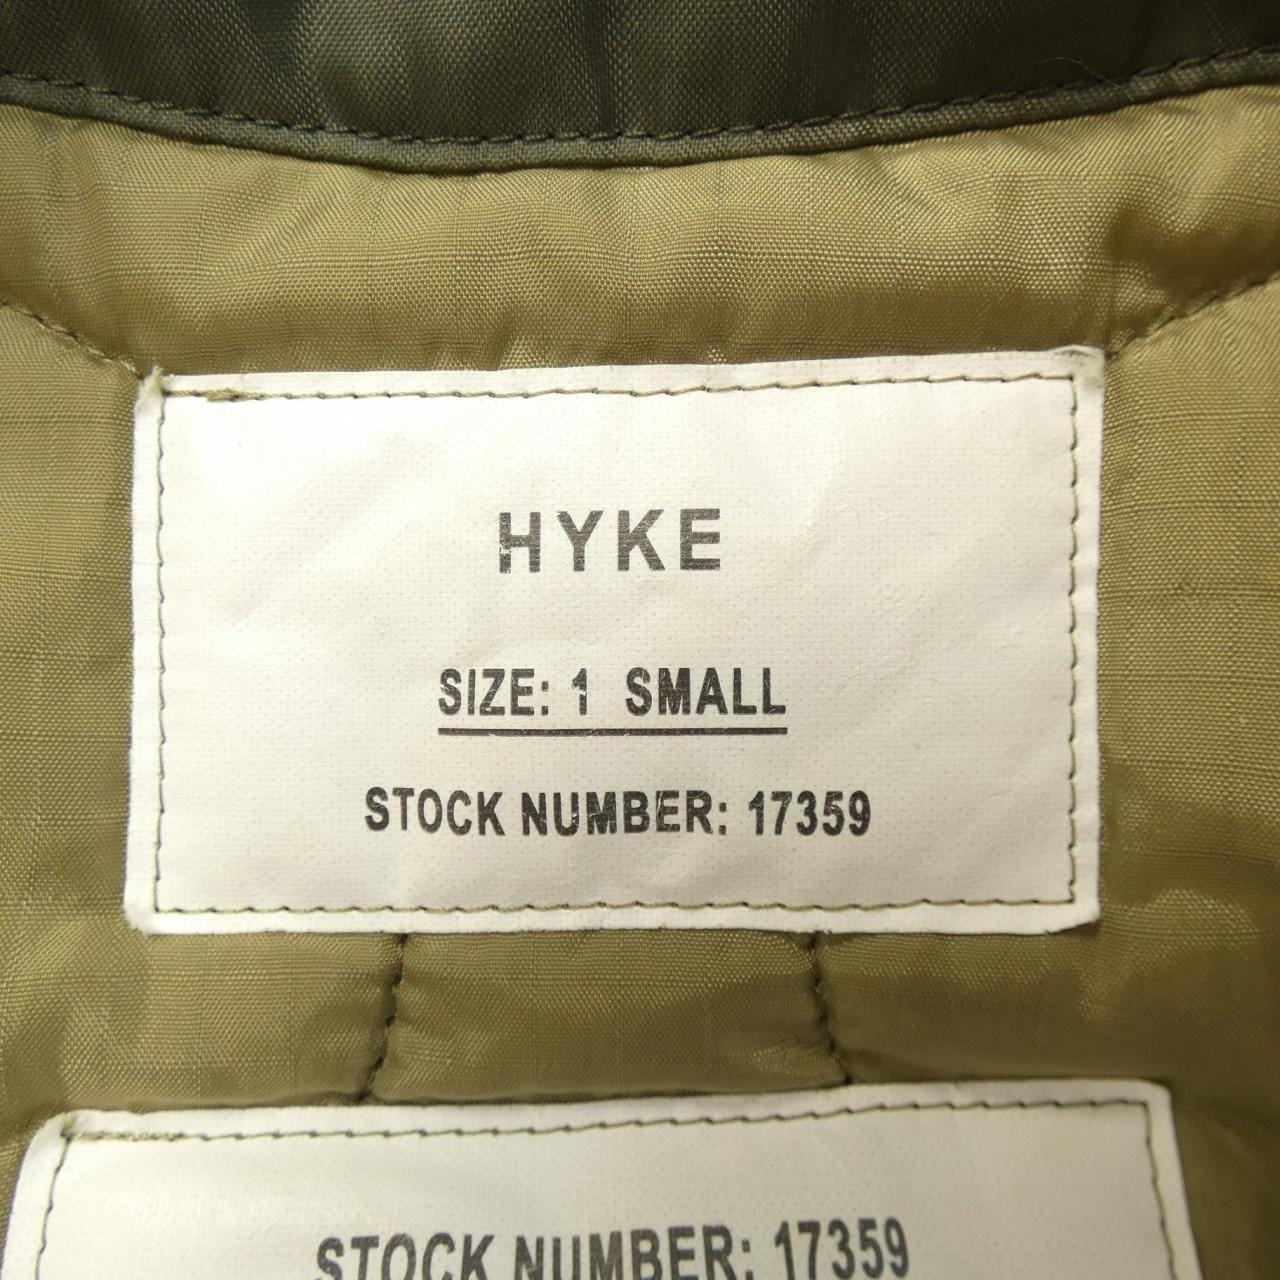 HYKE
SIZE: 1 SMALL
STOCK NUMBER: 17359
STOCK NUMBER: 17359